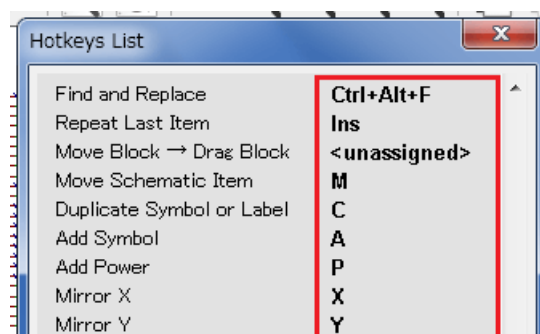 Hotkeys List
Find and Replace Ctrl+Alt+F
Repeat Last Item Ins
Move Block → Drag Block <unassigned>
Move Schematic Item M
Duplicate Symbol or Label C
Add Symbol A
Add Power P
Mirror X X
Mirror Y Y